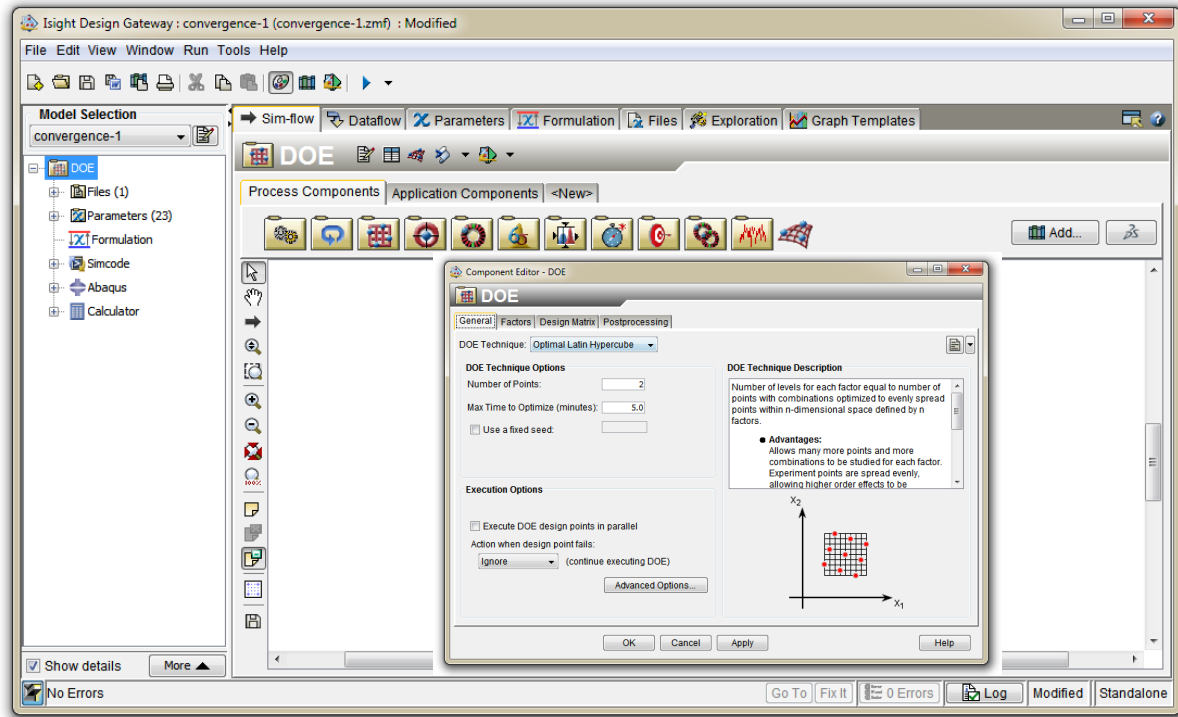 Isight Design Gateway : convergence-1 (convergence-1.zmf) : Modified
File Edit View Window Run Tools Help
Model Selection
convergence-1
DOE
Files (1)
Parameters (23)
Formulation
Simcode
Abaqus
Calculator
Show details
More
Sim-flow Dataflow Parameters Formulation Files Exploration Graph Templates
DOE
Process Components Application Components <New>
Add...
100%
Component Editor - DOE
DOE
General Factors Design Matrix Postprocessing
DOE Technique: Optimal Latin Hypercube
DOE Technique Options
Number of Points: 2
Max Time to Optimize (minutes): 5.0
Use a fixed seed:
Execution Options
Execute DOE design points in parallel
Action when design point fails:
Ignore (continue executing DOE)
Advanced Options...
DOE Technique Description
Number of levels for each factor equal to number of
points with combinations optimized to evenly spread
points within n-dimensional space defined by n
factors.
● Advantages:
Allows many more points and more
combinations to be studied for each factor.
Experiment points are spread evenly,
allowing higher order effects to be
X2
X1
OK Cancel Apply Help
No Errors
Go To Fix It 0 Errors Log Modified Standalone